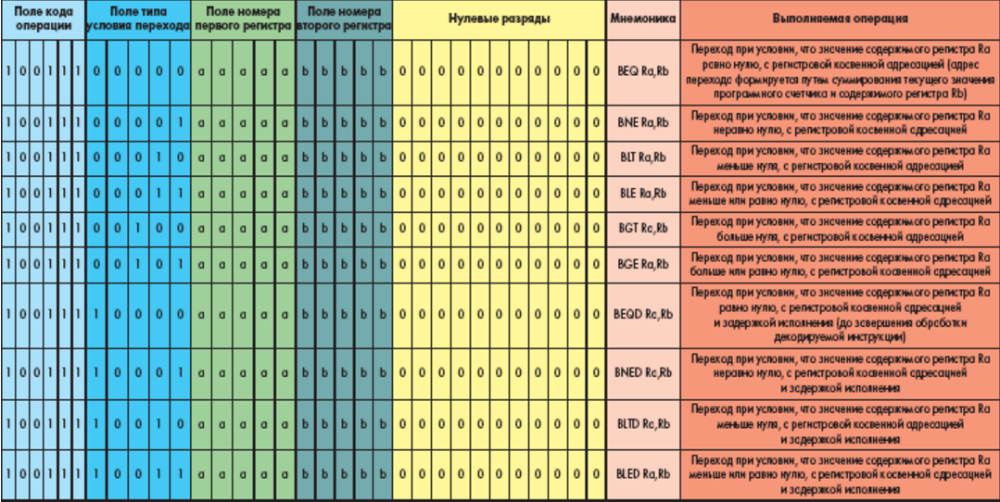 Поле кода
операции
Поле типа
условия перехода
Поле номера
первого регистра
Поле номера
второго регистра
Нулевые разряды
Мнемоника
Выполняемая операция
1 0 0 1 1 1 0 0 0 0 0 a a a a a b b b b b 0 0 0 0 0 0 0 0 0 0 0
BEQ Ra,Rb
Переход при условии, что значение содержимого регистра Ra
равно нулю, с регистровой косвенной адресацией (адрес
перехода формируется путем суммирования текущего значения
программного счетчика и содержимого регистра Rb)
1 0 0 1 1 1 0 0 0 0 1 a a a a a b b b b b 0 0 0 0 0 0 0 0 0 0 0
BNE Ra,Rb
Переход при условии, что значение содержимого регистра Ra
неравно нулю, с регистровой косвенной адресацией
1 0 0 1 1 1 0 0 0 1 0 a a a a a b b b b b 0 0 0 0 0 0 0 0 0 0 0
BLT Ra,Rb
Переход при условии, что значение содержимого регистра Ra
меньше нуля, с регистровой косвенной адресацией
1 0 0 1 1 1 0 0 0 1 1 a a a a a b b b b b 0 0 0 0 0 0 0 0 0 0 0
BLE Ra,Rb
Переход при условии, что значение содержимого регистра Ra
меньше или равно нулю, с регистровой косвенной адресацией
1 0 0 1 1 1 0 0 1 0 0 a a a a a b b b b b 0 0 0 0 0 0 0 0 0 0 0
BGT Ra,Rb
Переход при условии, что значение содержимого регистра Ra
больше нуля, с регистровой косвенной адресацией
1 0 0 1 1 1 0 0 1 0 1 a a a a a b b b b b 0 0 0 0 0 0 0 0 0 0 0
BGE Ra,Rb
Переход при условии, что значение содержимого регистра Ra
больше или равно нулю, с регистровой косвенной адресацией
1 0 0 1 1 1 1 0 0 0 0 a a a a a b b b b b 0 0 0 0 0 0 0 0 0 0 0
BEQD Ra,Rb
Переход при условии, что значение содержимого регистра Ra
равно нулю, с регистровой косвенной адресацией
и задержкой исполнения (до завершения обработки
декодируемой инструкции)
1 0 0 1 1 1 1 0 0 0 1 a a a a a b b b b b 0 0 0 0 0 0 0 0 0 0 0
BNED Ra,Rb
Переход при условии, что значение содержимого регистра Ra
неравно нулю, с регистровой косвенной адресацией
и задержкой исполнения
1 0 0 1 1 1 1 0 0 1 0 a a a a a b b b b b 0 0 0 0 0 0 0 0 0 0 0
BLTD Ra,Rb
Переход при условии, что значение содержимого регистра Ra
меньше нуля, с регистровой косвенной адресацией
и задержкой исполнения
1 0 0 1 1 1 1 0 0 1 1 a a a a a b b b b b 0 0 0 0 0 0 0 0 0 0 0
BLED Ra,Rb
Переход при условии, что значение содержимого регистра Ra
меньше или равно нулю, с регистровой косвенной адресацией
и задержкой исполнения